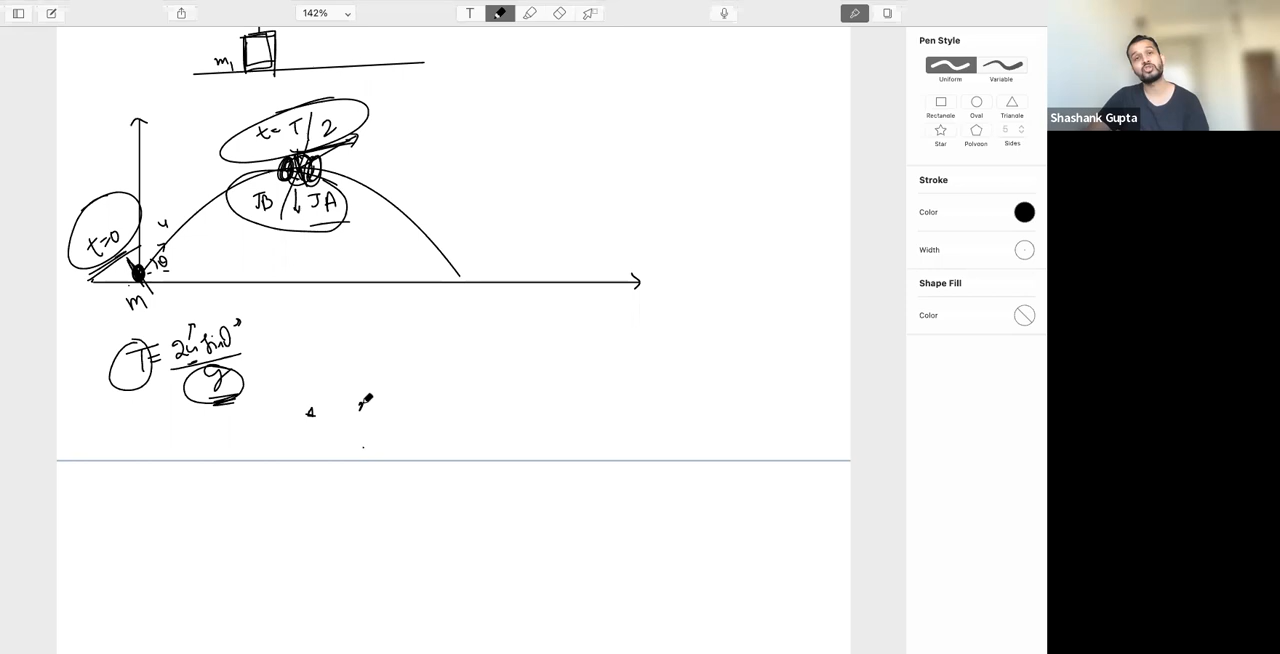 142%
T
Pen Style
Uniform
Variable
Rectangle
Oval
Triangle
Star
Polygon
5
Sides
Stroke
Color
Width
Shape Fill
Color
Shashank Gupta
m1
t= T/2
JB / JA
t=0
u
θ
m
T = 2u sinθ
g